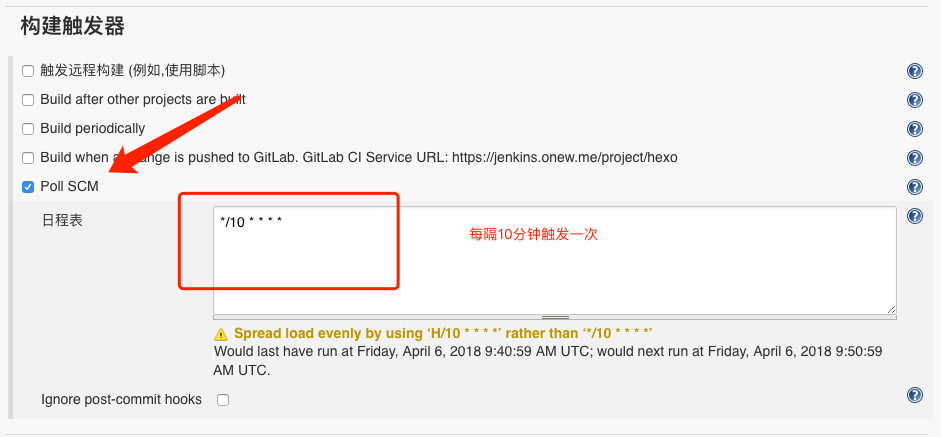 构建触发器
触发远程构建 (例如,使用脚本)
Build after other projects are built
Build periodically
Build when a change is pushed to GitLab. GitLab CI Service URL: https://jenkins.onew.me/project/hexo
Poll SCM
日程表
*/10 * * * *
每隔10分钟触发一次
Spread load evenly by using ‘H/10 * * * *’ rather than ‘*/10 * * * *’
Would last have run at Friday, April 6, 2018 9:40:59 AM UTC; would next run at Friday, April 6, 2018 9:50:59
AM UTC.
Ignore post-commit hooks